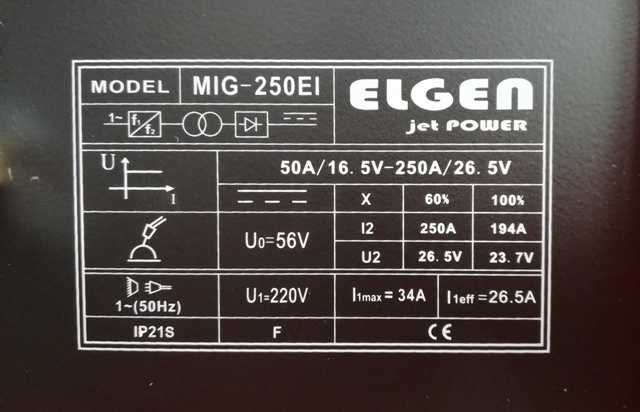 MODEL MIG-250EI ELGEN
jet POWER
1~ f1 f2
U I 50A/16. 5V-250A/26. 5V
X 60% 100%
U0=56V I2 250A 194A
U2 26. 5V 23. 7V
1~(50Hz) U1=220V I1max = 34A I1eff =26.5A
IP21S F CE